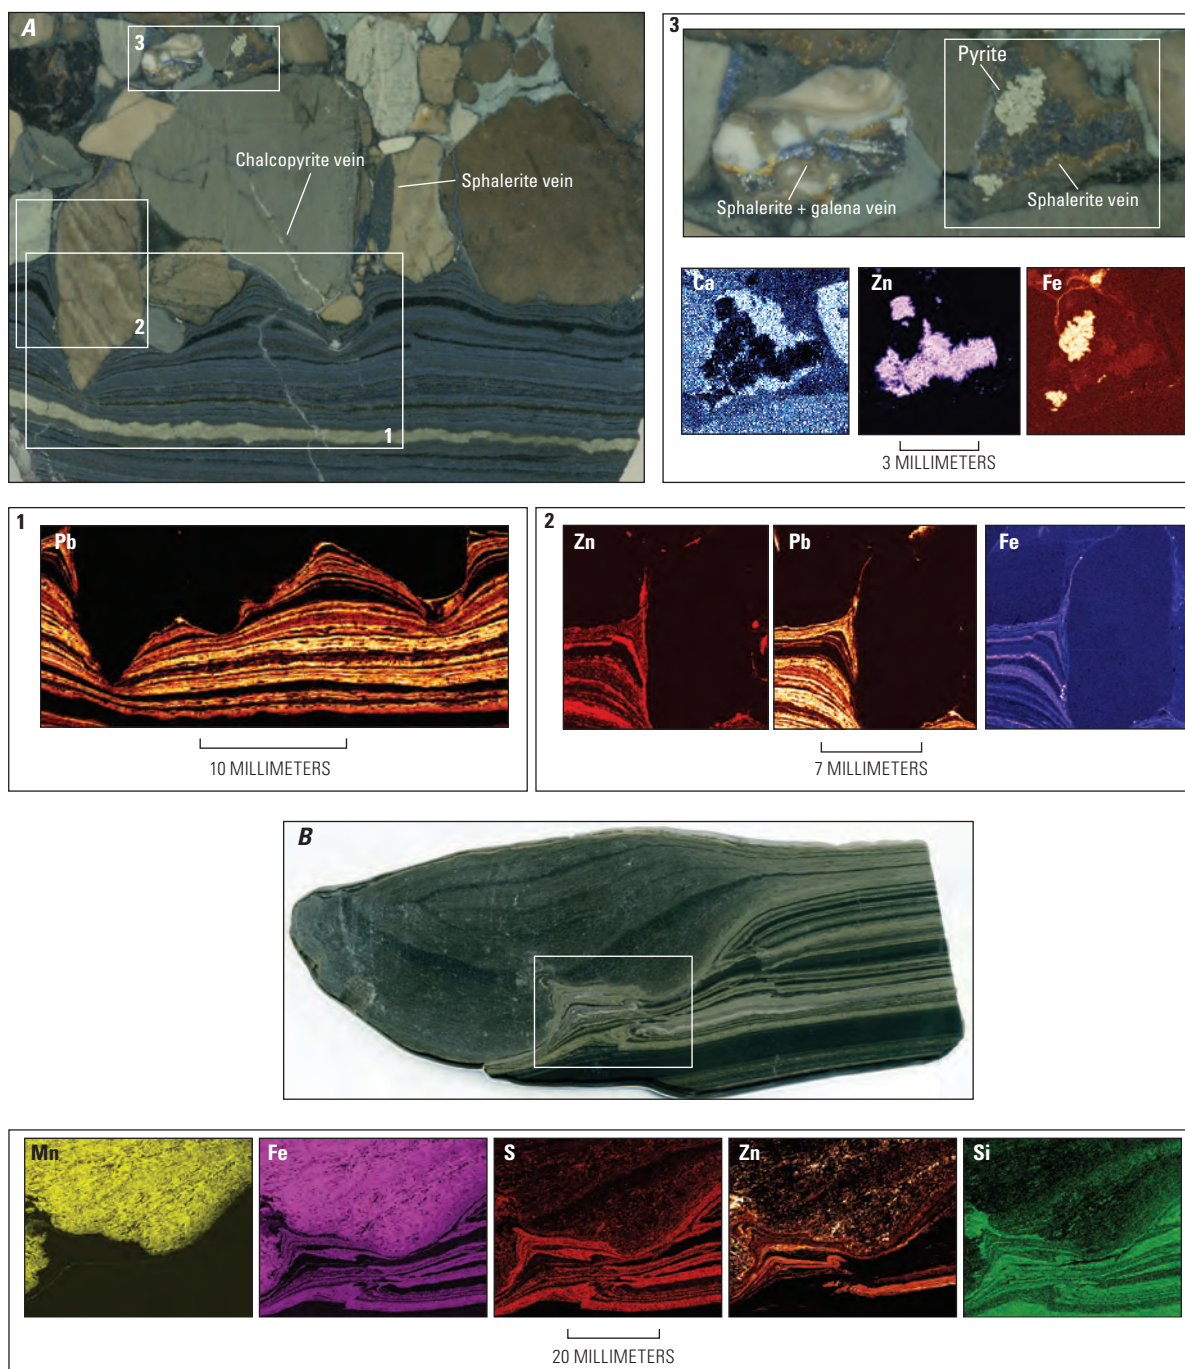 A
3
Chalcopyrite vein
Sphalerite vein
2
1
3
Pyrite
Sphalerite + galena vein
Sphalerite vein
Ca
Zn
Fe
3 MILLIMETERS
1
Pb
10 MILLIMETERS
2
Zn
Pb
Fe
7 MILLIMETERS
B
Mn
Fe
S
Zn
Si
20 MILLIMETERS